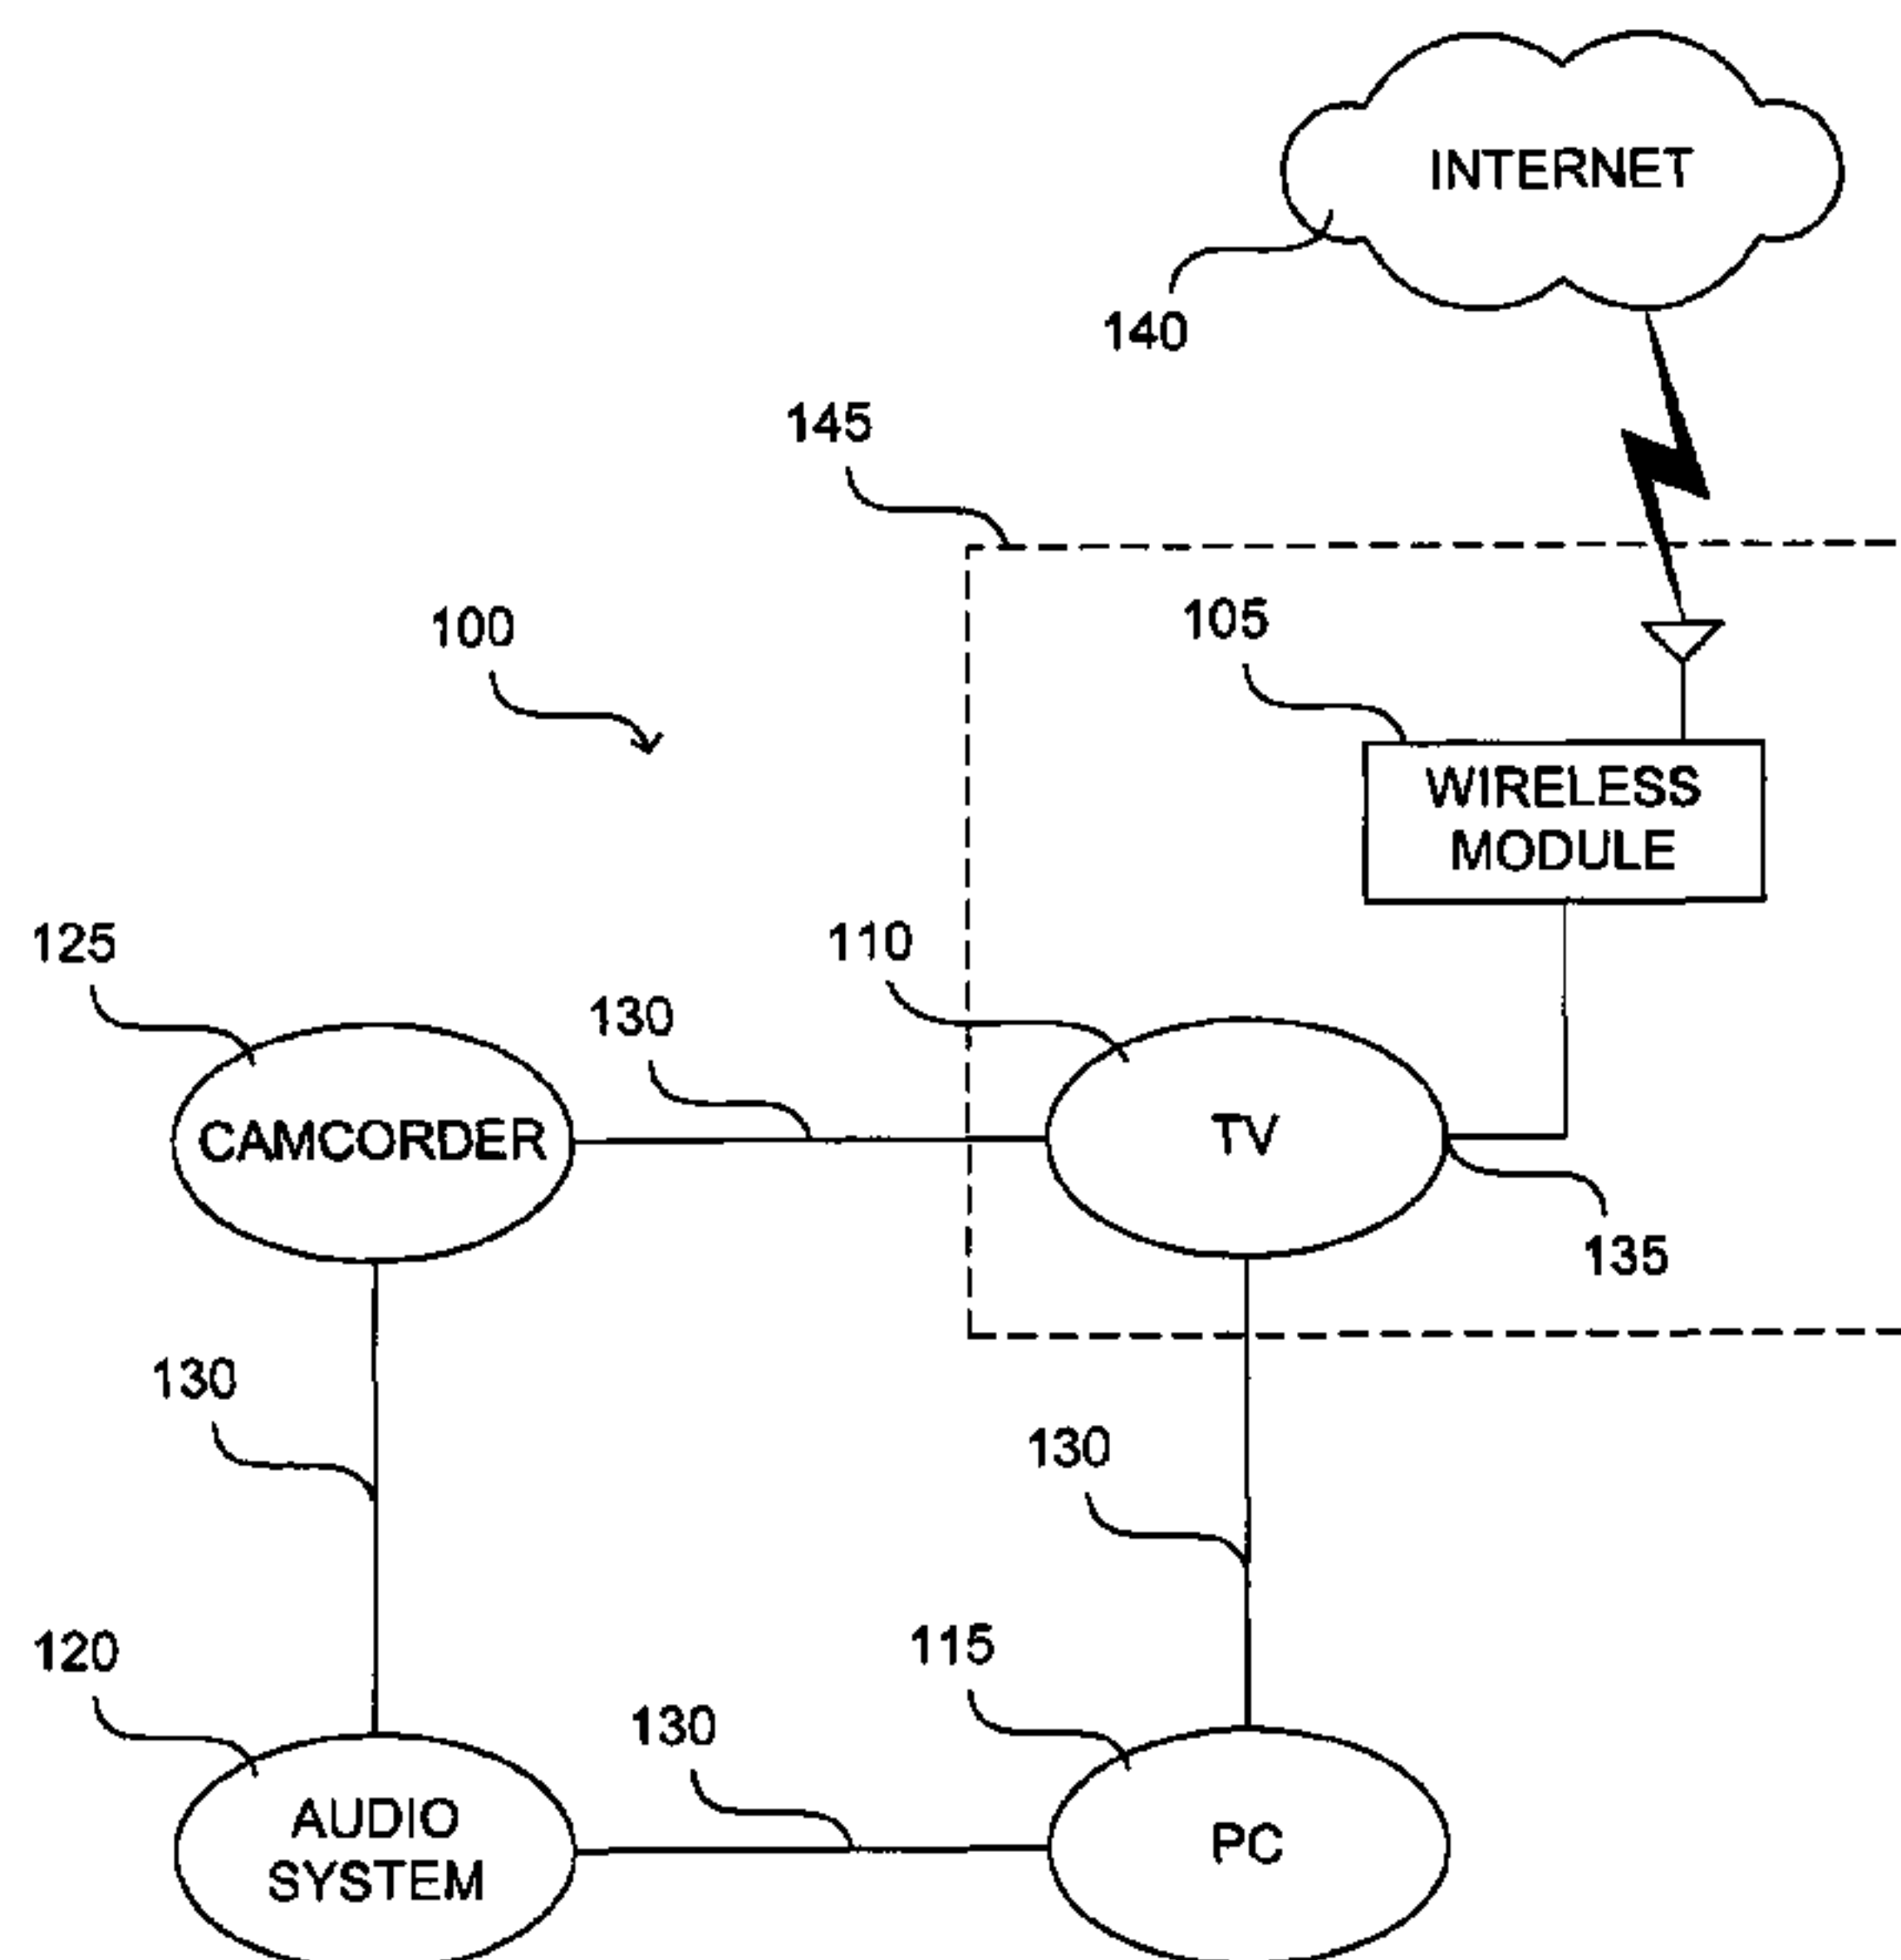 INTERNET
140
145
100
105
WIRELESS
MODULE
125
110
130
CAMCORDER
TV
135
130
130
120
115
130
AUDIO
SYSTEM
PC